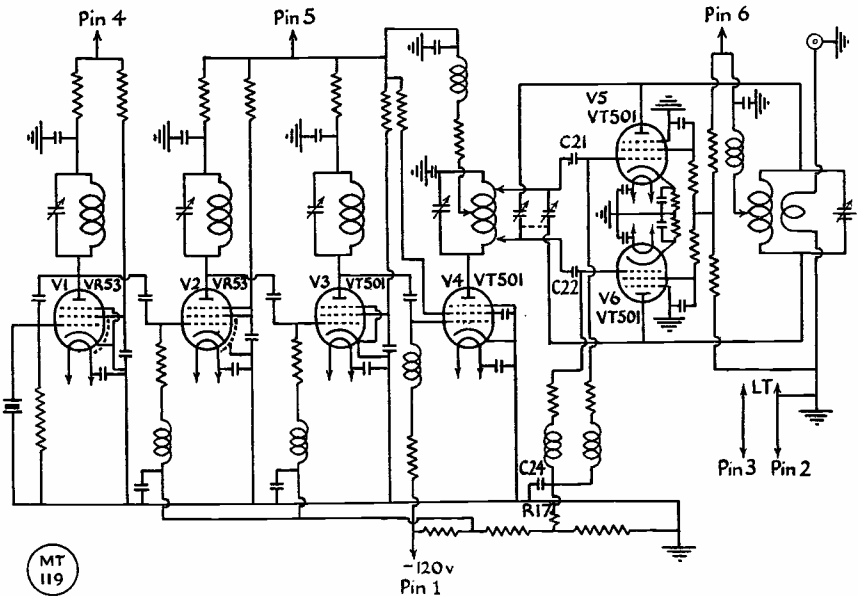 Pin 4
Pin 5
Pin 6
V5
VT501
C21
V1
VR53
V2
VR53
V3
VT501
V4
VT501
C22
V6
VT501
LT
Pin 3
Pin 2
C24
R17
-120v
Pin 1
MT
119